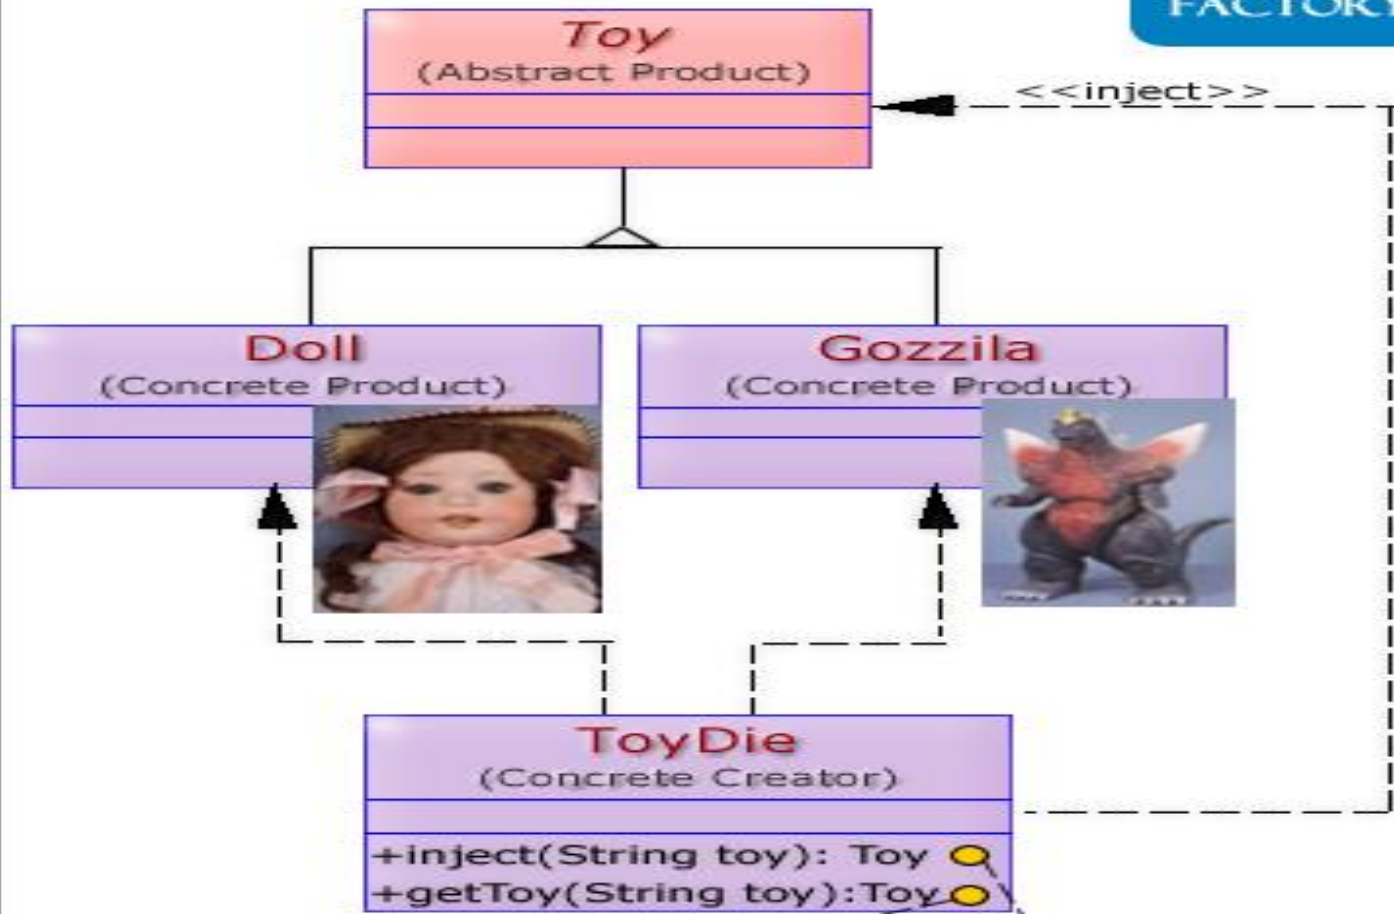 FACTORY
Toy
(Abstract Product)
<<inject>>
Doll
(Concrete Product)
Gozzila
(Concrete Product)
ToyDie
(Concrete Creator)
+inject(String toy): Toy
+getToy(String toy):Toy